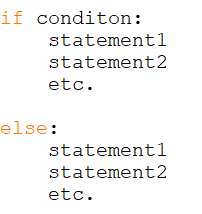 if conditon:
    statement1
    statement2
    etc.
else:
    statement1
    statement2
    etc.